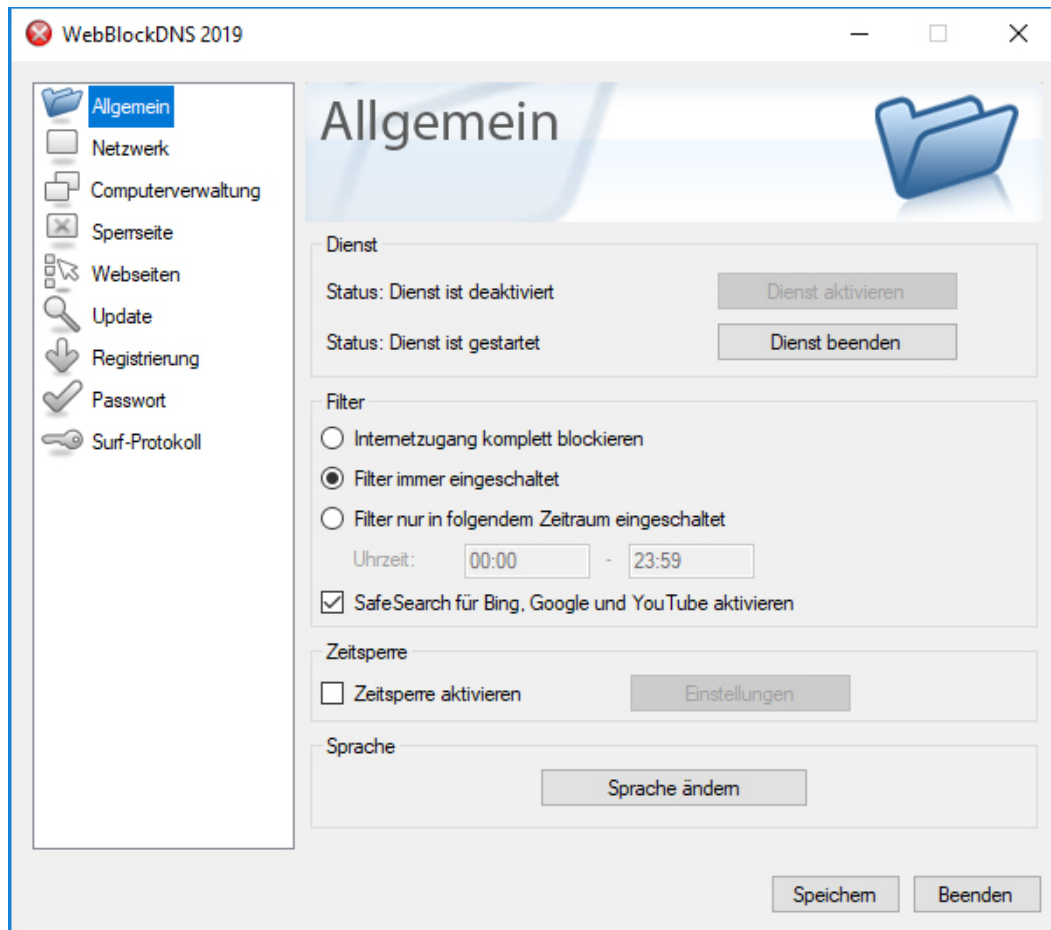 WebBlockDNS 2019
Allgemein
Netzwerk
Computerverwaltung
Sperrseite
Webseiten
Update
Registrierung
Passwort
Surf-Protokoll
Allgemein
Dienst
Status: Dienst ist deaktiviert Dienst aktivieren
Status: Dienst ist gestartet Dienst beenden
Filter
Internetzugang komplett blockieren
Filter immer eingeschaltet
Filter nur in folgendem Zeitraum eingeschaltet
Uhrzeit: 00:00 - 23:59
SafeSearch für Bing, Google und YouTube aktivieren
Zeitsperre
Zeitsperre aktivieren Einstellungen
Sprache
Sprache ändern
Speichern Beenden